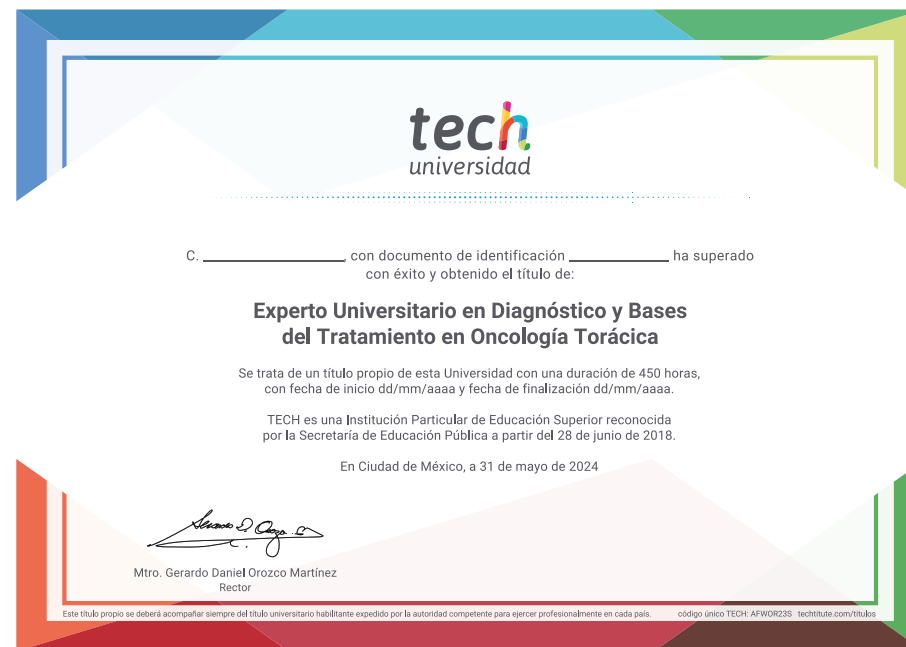 tech
universidad
C. ____________________, con documento de identificación ______________ ha superado
con éxito y obtenido el título de:
Experto Universitario en Diagnóstico y Bases
del Tratamiento en Oncología Torácica
Se trata de un título propio de esta Universidad con una duración de 450 horas,
con fecha de inicio dd/mm/aaaa y fecha de finalización dd/mm/aaaa.
TECH es una Institución Particular de Educación Superior reconocida
por la Secretaría de Educación Pública a partir del 28 de junio de 2018.
En Ciudad de México, a 31 de mayo de 2024
Mtro. Gerardo Daniel Orozco Martínez
Rector
Este título propio se deberá acompañar siempre del título universitario habilitante expedido por la autoridad competente para ejercer profesionalmente en cada país. código único TECH: AFWOR23S techtitute.com/titulos